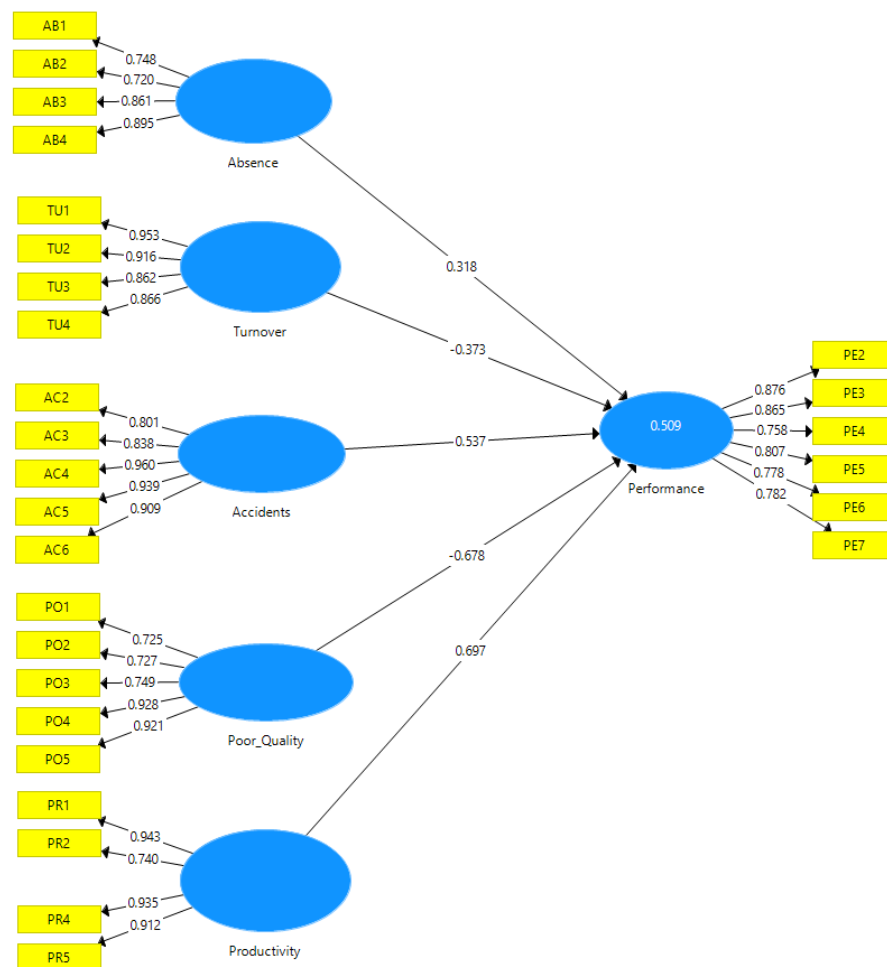 AB1
AB2
AB3
AB4
0.748
0.720
0.861
0.895
Absence
TU1
TU2
TU3
TU4
0.953
0.916
0.862
0.866
Turnover
AC2
AC3
AC4
AC5
AC6
0.801
0.838
0.960
0.939
0.909
Accidents
PO1
PO2
PO3
PO4
PO5
0.725
0.727
0.749
0.928
0.921
Poor_Quality
PR1
PR2
PR4
PR5
0.943
0.740
0.935
0.912
Productivity
0.318
-0.373
0.537
-0.678
0.697
0.509
Performance
0.876
0.865
0.758
0.807
0.778
0.782
PE2
PE3
PE4
PE5
PE6
PE7